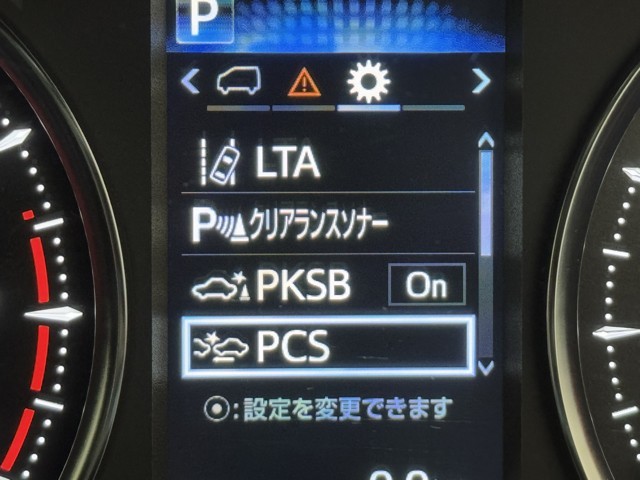 P
LTA
P クリアランスソナー
PKSB On
PCS
:設定を変更できます